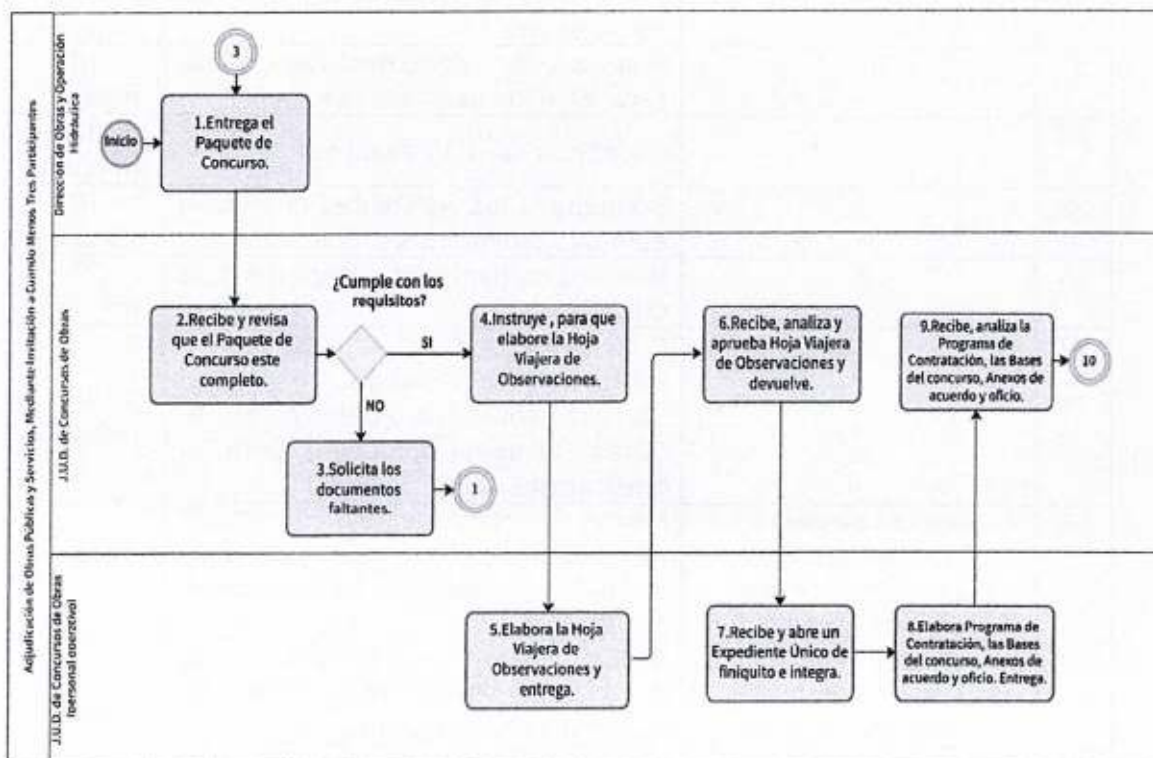 Adjudificación de Obras Públicas y Servicios, Mediante Invitación a Cuando Menos Tres Participantes
Dirección de Obras y Operación
Hidráulica
3
Inicio
1.Entrega el
Paquete de
Concurso.
J.U.D. de Concursos de Obras
2.Recibe y revisa
que el Paquete de
Concurso este
completo.
¿Cumple con los
requisitos?
SI
NO
3.Solicita los
documentos
faltantes.
1
4.Instruye , para que
elabore la Hoja
Viajera de
Observaciones.
6.Recibe, analiza y
aprueba Hoja Viajera
de Observaciones y
devuelve.
9.Recibe, analiza la
Programa de
Contratación, las Bases
del concurso, Anexos de
acuerdo y oficio.
10
J.U.D. de Concursos de Obras
(personal operativo)
5.Elabora la Hoja
Viajera de
Observaciones y
entrega.
7.Recibe y abre un
Expediente Único de
finiquito e integra.
8.Elabora Programa de
Contratación, las Bases
del concurso, Anexos de
acuerdo y oficio. Entrega.